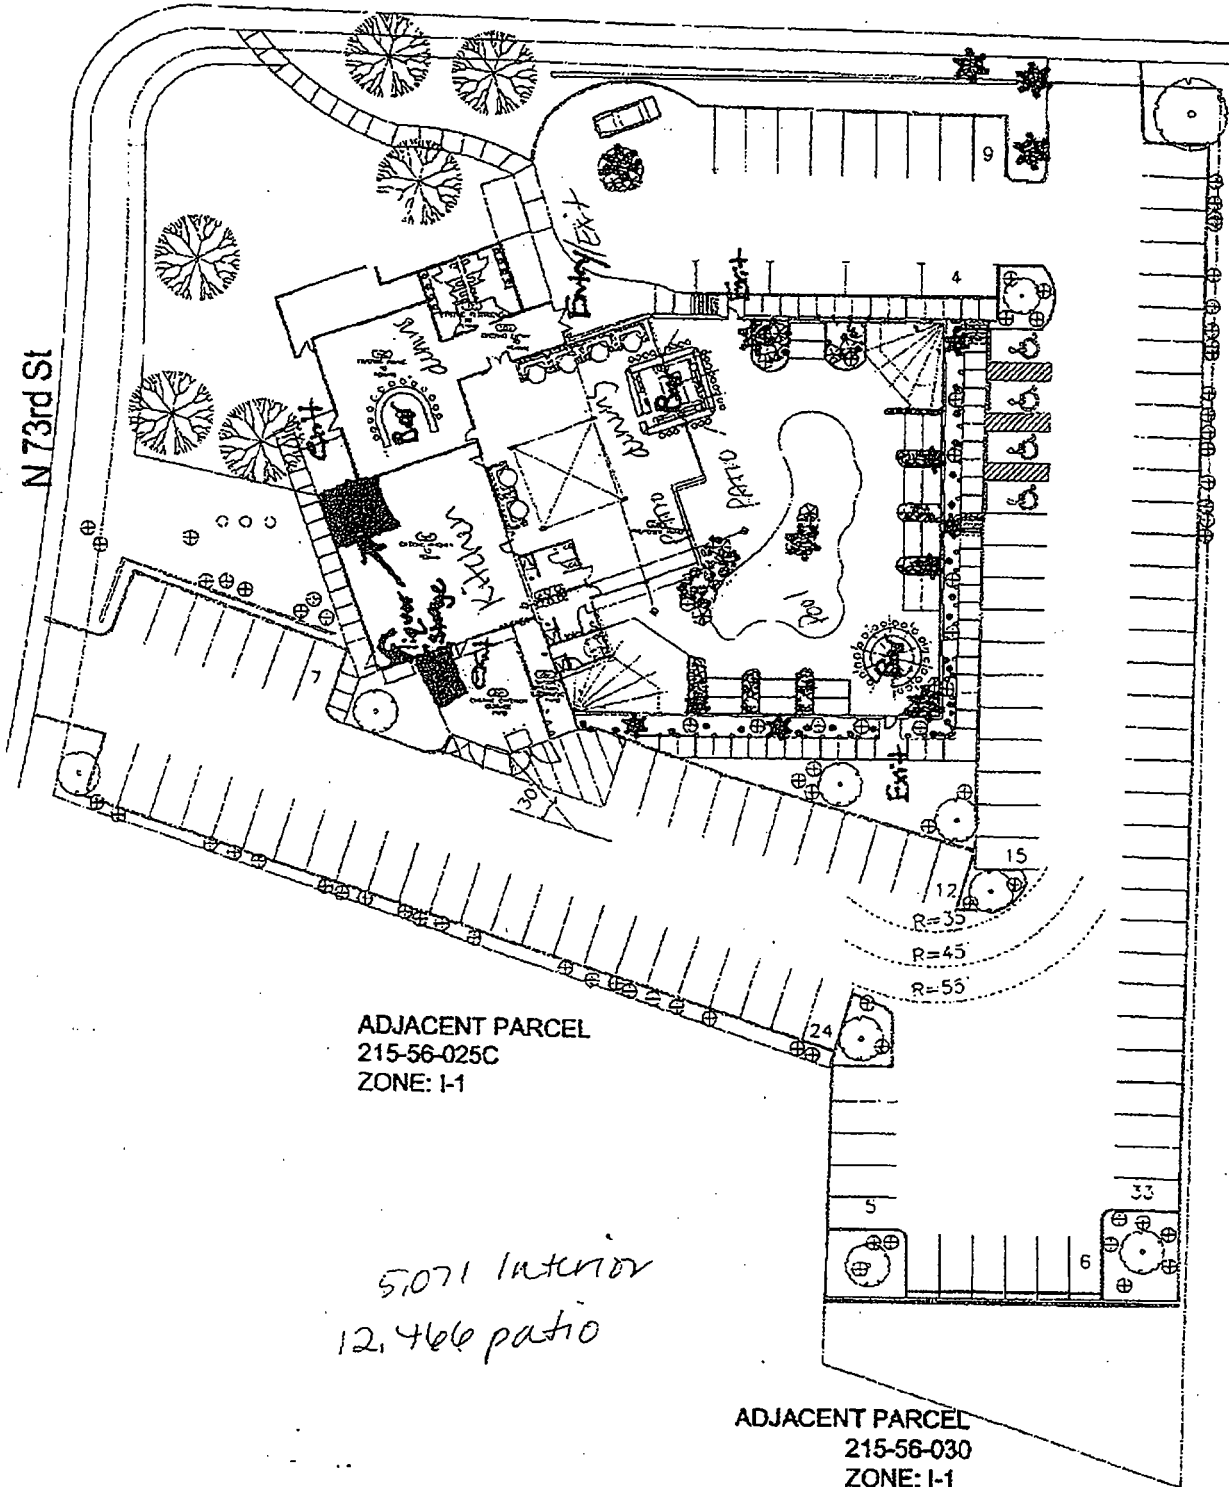 9
Entry/Exit
Exit
4
N 73rd St
dining
Bar
dining
Bar
Exit
Patio
Patio
Kitchen
Liquor
Storage
Pool
Bar
Exit
7
Exit
30'
15
12
R=35'
R=45'
R=55'
24
ADJACENT PARCEL
215-56-025C
ZONE: I-1
5
33
6
5,071 Interior
12,466 patio
ADJACENT PARCEL
215-56-030
ZONE: I-1